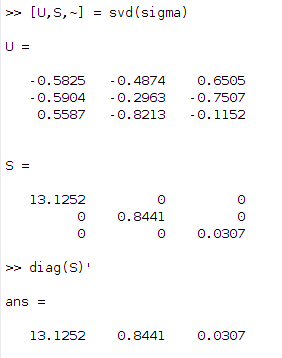 >> [U,S,~] = svd(sigma)
U =
-0.5825 -0.4874 0.6505
-0.5904 -0.2963 -0.7507
0.5587 -0.8213 -0.1152
S =
13.1252 0 0
0 0.8441 0
0 0 0.0307
>> diag(S)'
ans =
13.1252 0.8441 0.0307